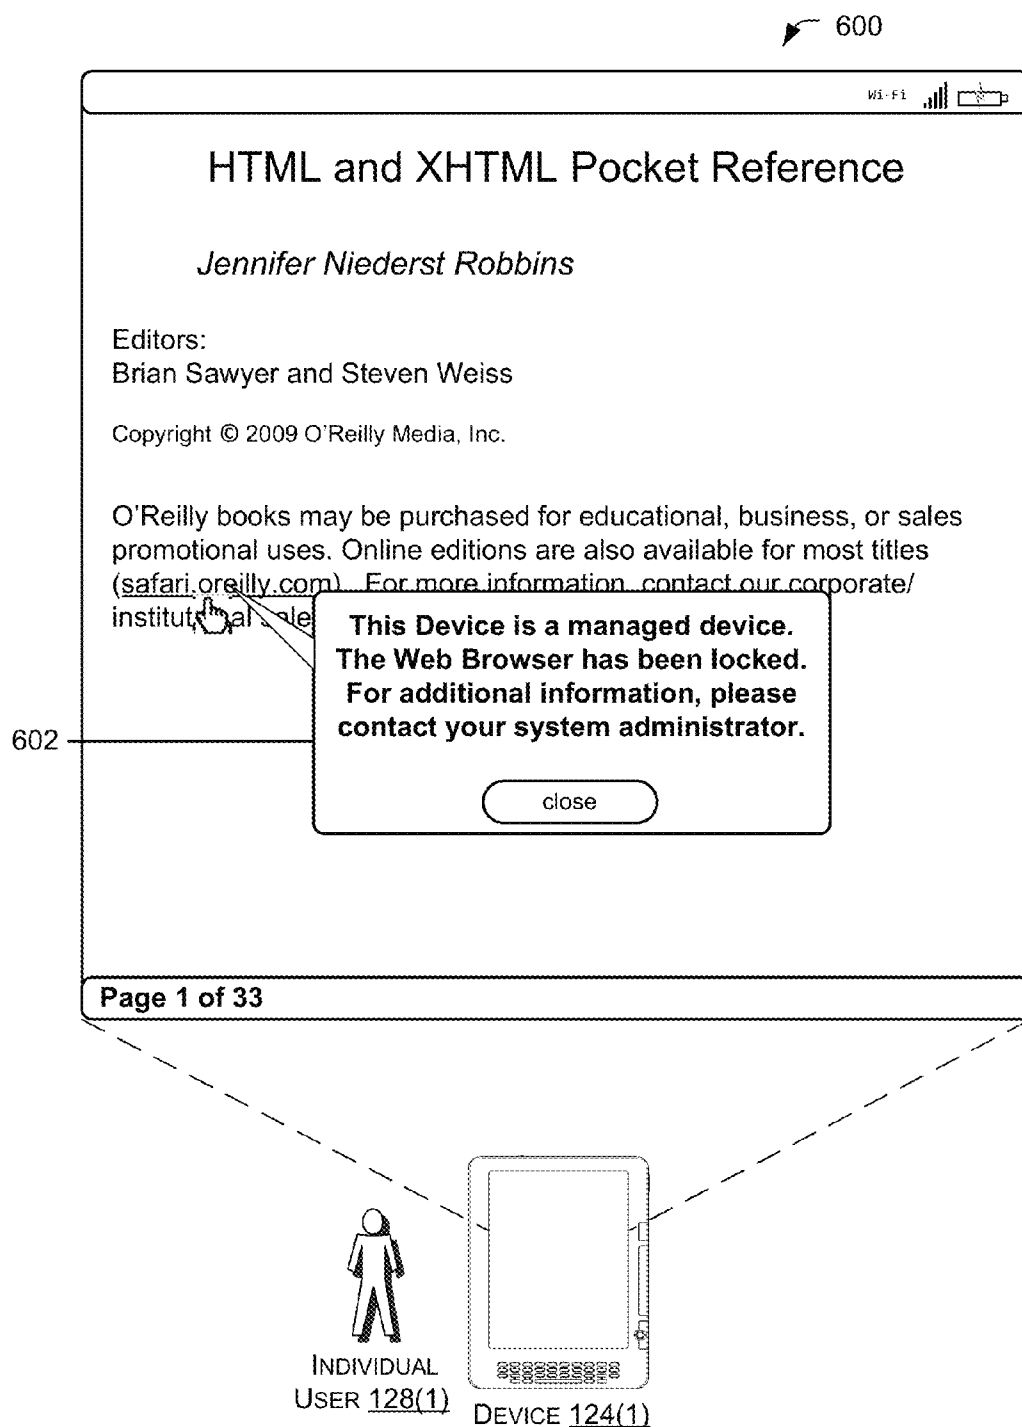 600
Wi-Fi
HTML and XHTML Pocket Reference
Jennifer Niederst Robbins
Editors:
Brian Sawyer and Steven Weiss
Copyright © 2009 O'Reilly Media, Inc.
O'Reilly books may be purchased for educational, business, or sales
promotional uses. Online editions are also available for most titles
(safari.oreilly.com). For more information, contact our corporate/
This Device is a managed device.
The Web Browser has been locked.
For additional information, please
contact your system administrator.
602
close
Page 1 of 33
INDIVIDUAL
USER 128(1)
DEVICE 124(1)